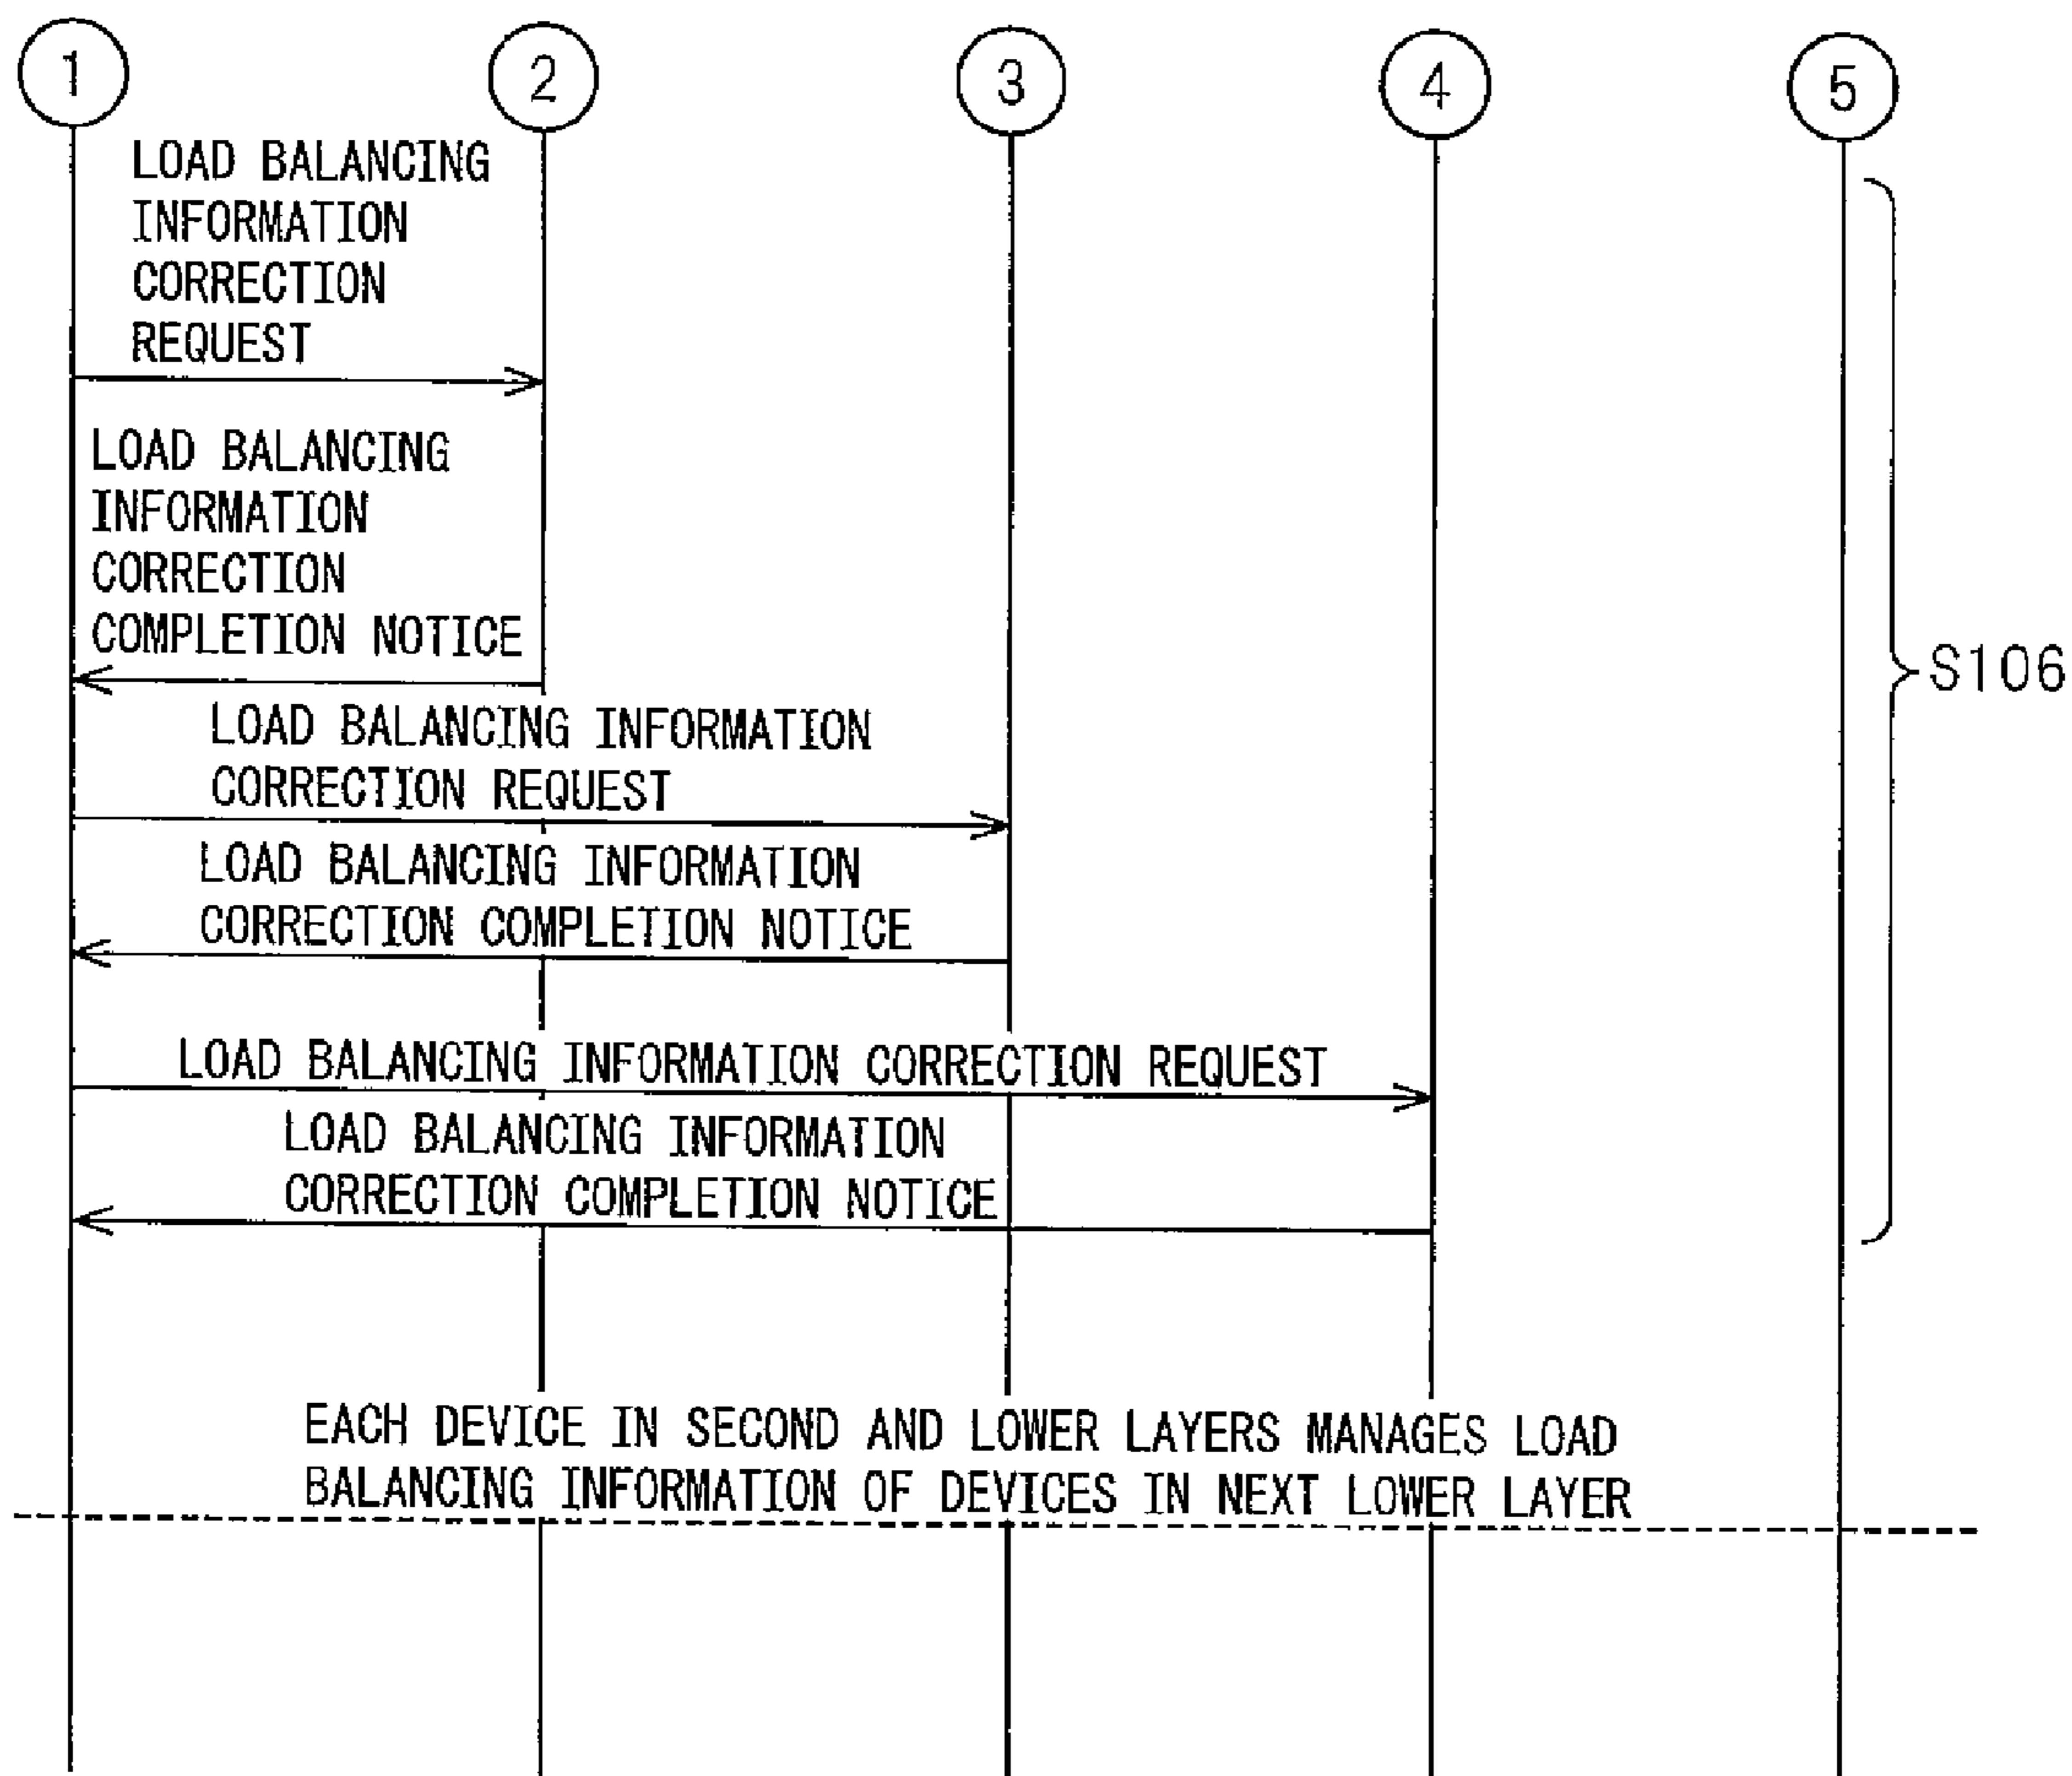 1 2 3 4 5
LOAD BALANCING
INFORMATION
CORRECTION
REQUEST
LOAD BALANCING
INFORMATION
CORRECTION
COMPLETION NOTICE
S106
LOAD BALANCING INFORMATION
CORRECTION REQUEST
LOAD BALANCING INFORMATION
CORRECTION COMPLETION NOTICE
LOAD BALANCING INFORMATION CORRECTION REQUEST
LOAD BALANCING INFORMATION
CORRECTION COMPLETION NOTICE
EACH DEVICE IN SECOND AND LOWER LAYERS MANAGES LOAD
BALANCING INFORMATION OF DEVICES IN NEXT LOWER LAYER